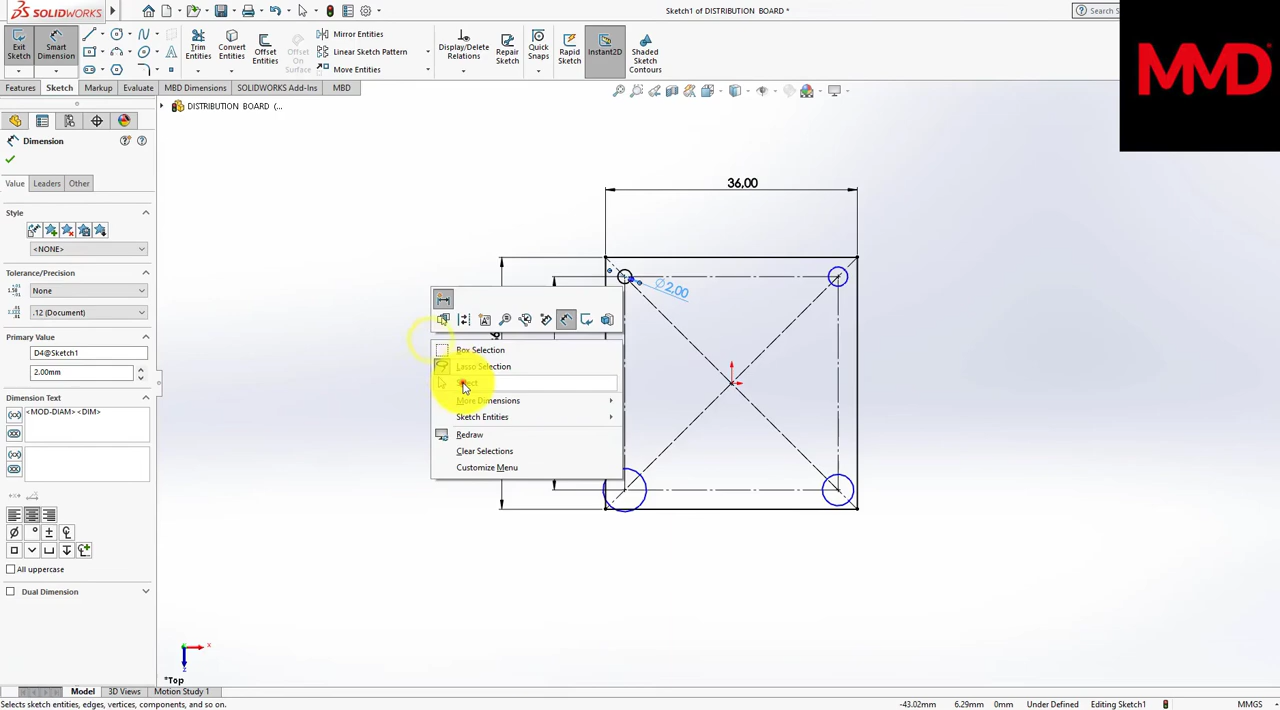 SOLIDWORKS
Sketch1 of DISTRIBUTION BOARD *
Search S
MMD
Exit Sketch
Smart Dimension
Trim Entities
Convert Entities
Offset Entities
Offset On Surface
Mirror Entities
Linear Sketch Pattern
Move Entities
Display/Delete Relations
Repair Sketch
Quick Snaps
Rapid Sketch
Instant2D
Shaded Sketch Contours
Features
Sketch
Markup
Evaluate
MBD Dimensions
SOLIDWORKS Add-Ins
MBD
DISTRIBUTION BOARD (...
Dimension
Value
Leaders
Other
Style
<NONE>
Tolerance/Precision
None
.12 (Document)
Primary Value
D4@Sketch1
2.00mm
Dimension Text
<MOD-DIAM> <DIM>
All uppercase
Dual Dimension
36,00
∅2,00
Box Selection
Lasso Selection
Select
More Dimensions
Sketch Entities
Redraw
Clear Selections
Customize Menu
x
z
*Top
Model
3D Views
Motion Study 1
Selects sketch entities, edges, vertices, components, and so on.
-43.02mm
6.29mm
0mm
Under Defined
Editing Sketch1
MMGS